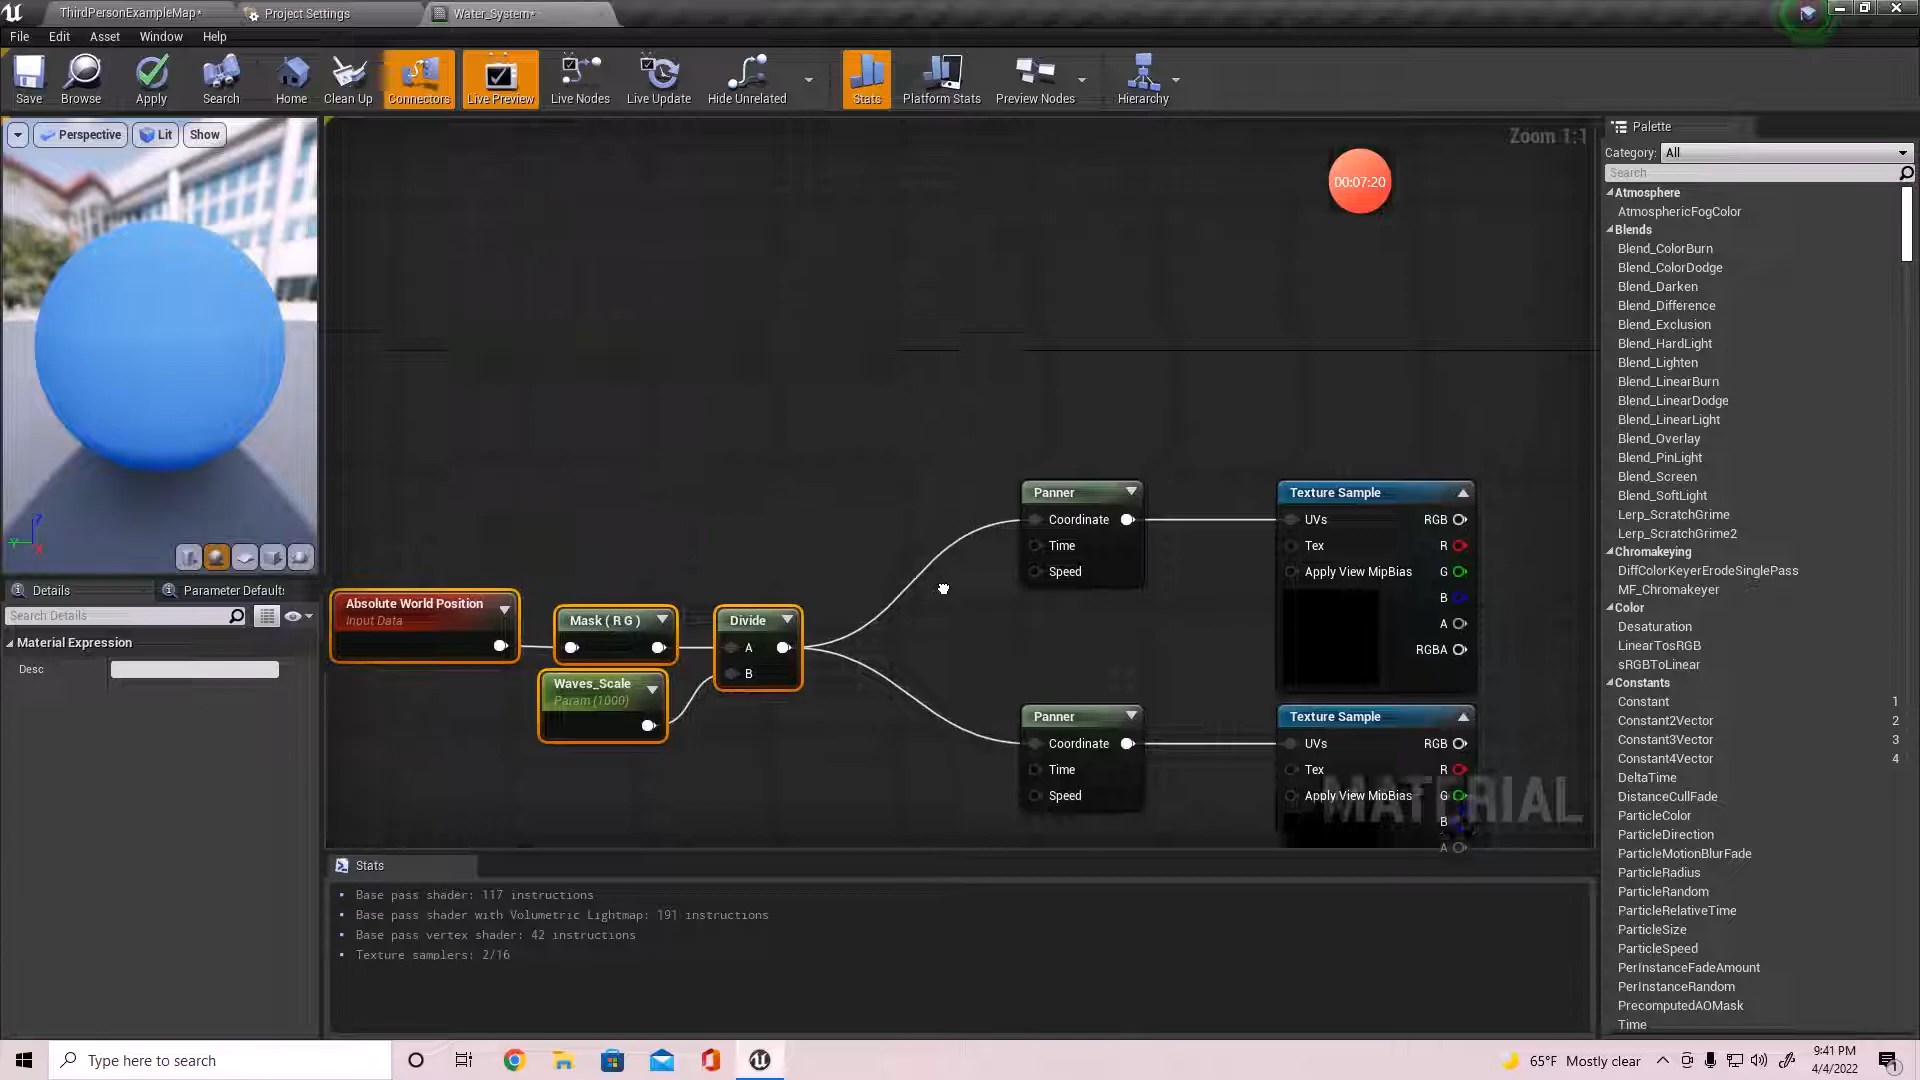 ThirdPersonExampleMap*
Project Settings
Water_System*
File
Edit
Asset
Window
Help
Save
Browse
Apply
Search
Home
Clean Up
Connectors
Live Preview
Live Nodes
Live Update
Hide Unrelated
Stats
Platform Stats
Preview Nodes
Hierarchy
Perspective
Lit
Show
Zoom 1:1
00:07:20
Palette
Category:
All
Search
Atmosphere
AtmosphericFogColor
Blends
Blend_ColorBurn
Blend_ColorDodge
Blend_Darken
Blend_Difference
Blend_Exclusion
Blend_HardLight
Blend_Lighten
Blend_LinearBurn
Blend_LinearDodge
Blend_LinearLight
Blend_Overlay
Blend_PinLight
Blend_Screen
Blend_SoftLight
Lerp_ScratchGrime
Lerp_ScratchGrime2
Chromakeying
DiffColorKeyerErodeSinglePass
MF_Chromakeyer
Color
Desaturation
LinearTosRGB
sRGBToLinear
Constants
Constant 1
Constant2Vector 2
Constant3Vector 3
Constant4Vector 4
DeltaTime
DistanceCullFade
ParticleColor
ParticleDirection
ParticleMotionBlurFade
ParticleRadius
ParticleRandom
ParticleRelativeTime
ParticleSize
ParticleSpeed
PerInstanceFadeAmount
PerInstanceRandom
PrecomputedAOMask
Time
Z
Y
X
Details
Parameter Defaults
Search Details
Material Expression
Desc
Absolute World Position
Input Data
Mask ( R G )
Waves_Scale
Param (1000)
Divide
A
B
Panner
Coordinate
Time
Speed
Texture Sample
UVs
RGB
Tex
R
Apply View MipBias
G
B
A
RGBA
Panner
Coordinate
Time
Speed
Texture Sample
UVs
RGB
Tex
R
Apply View MipBias
G
B
A
MATERIAL
Stats
Base pass shader: 117 instructions
Base pass shader with Volumetric Lightmap: 191 instructions
Base pass vertex shader: 42 instructions
Texture samplers: 2/16
Type here to search
65°F Mostly clear
9:41 PM
4/4/2022
1